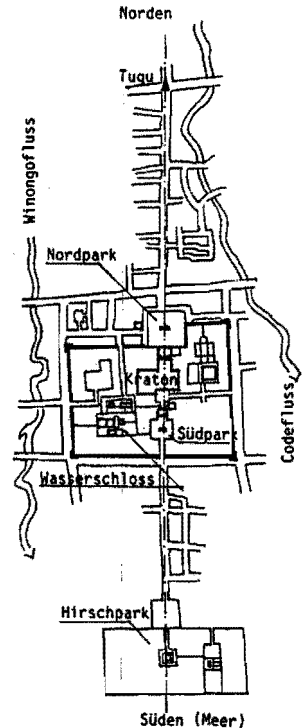 Norden
Tugu
Winongofluss
Nordpark
Kraton
Südpark
Codefluss
Wasserschloss
Hirschpark
Süden (Meer)